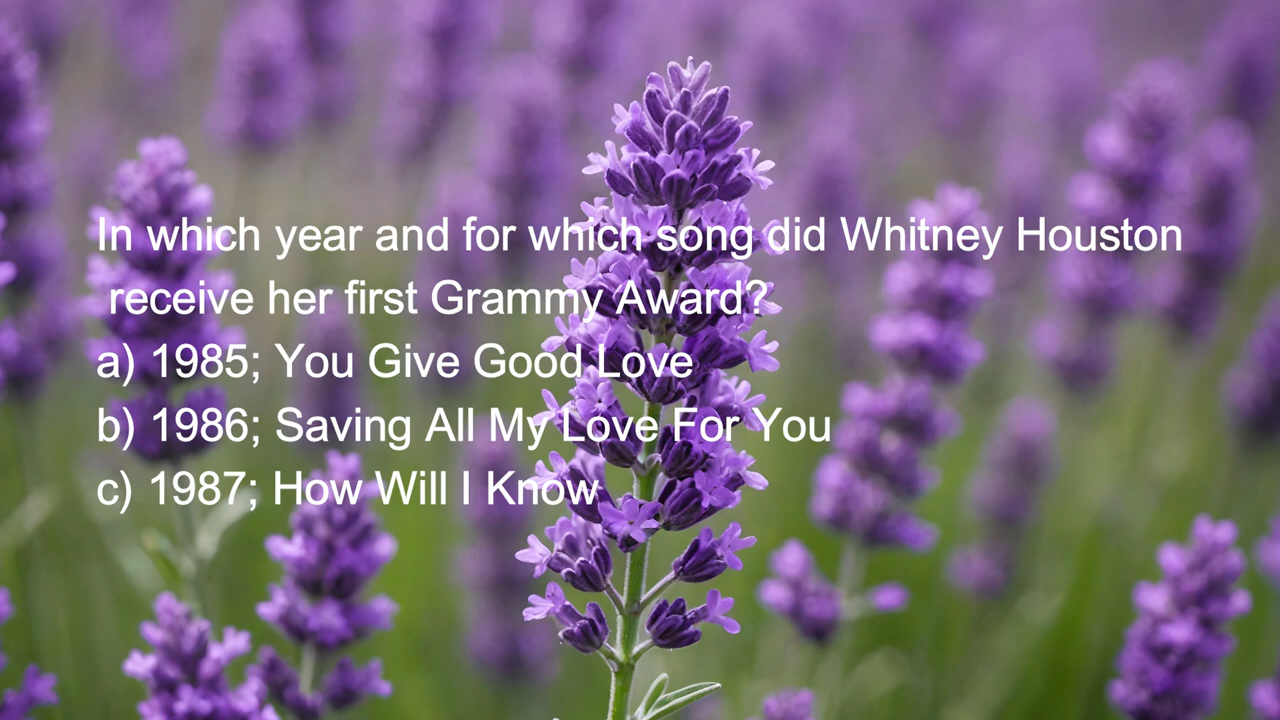 In which year and for which song did Whitney Houston
receive her first Grammy Award?
a) 1985; You Give Good Love
b) 1986; Saving All My Love For You
c) 1987; How Will I Know